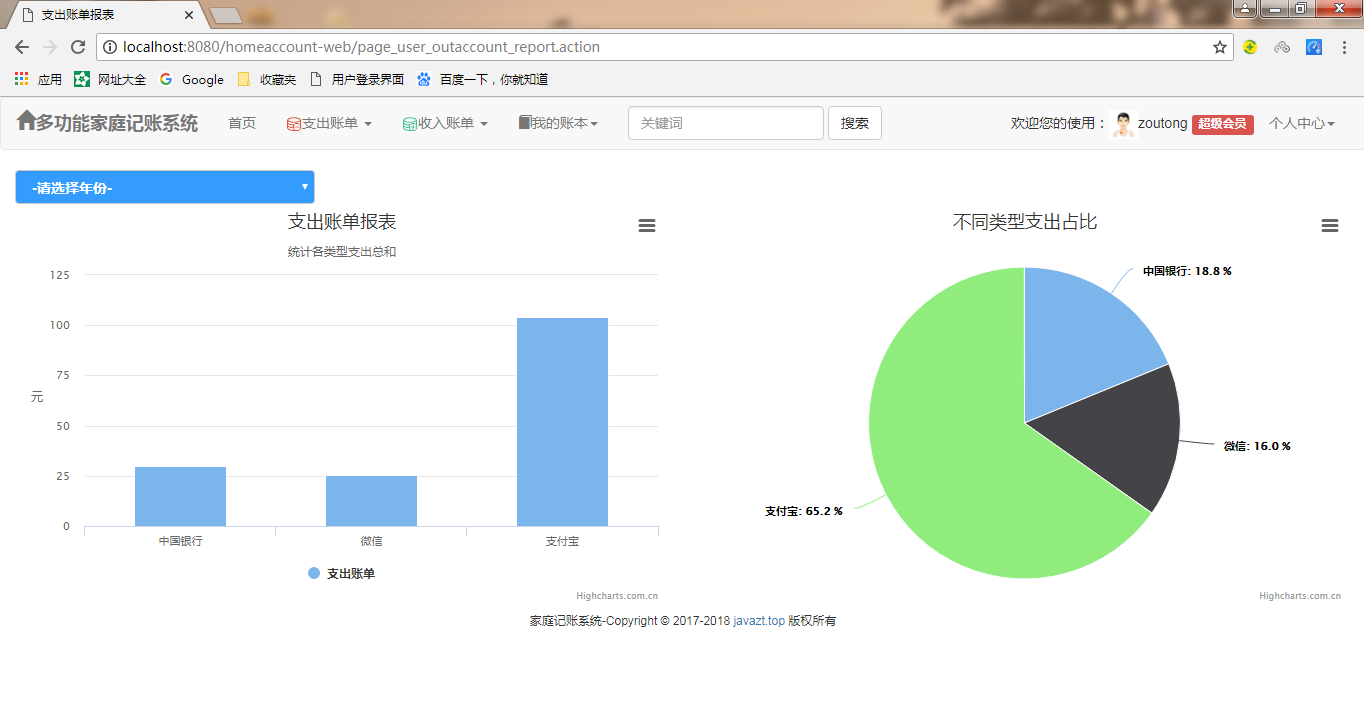 支出账单报表
localhost:8080/homeaccount-web/page_user_outaccount_report.action
应用 网址大全 Google 收藏夹 用户登录界面 百度一下，你就知道
多功能家庭记账系统 首页 支出账单 收入账单 我的账本 关键词 搜索 欢迎您的使用： zoutong 超级会员 个人中心
-请选择年份-
支出账单报表
统计各类型支出总和
125
100
75
元
50
25
0
中国银行 微信 支付宝
支出账单
Highcharts.com.cn
不同类型支出占比
中国银行: 18.8 %
微信: 16.0 %
支付宝: 65.2 %
Highcharts.com.cn
家庭记账系统-Copyright © 2017-2018 javazt.top 版权所有